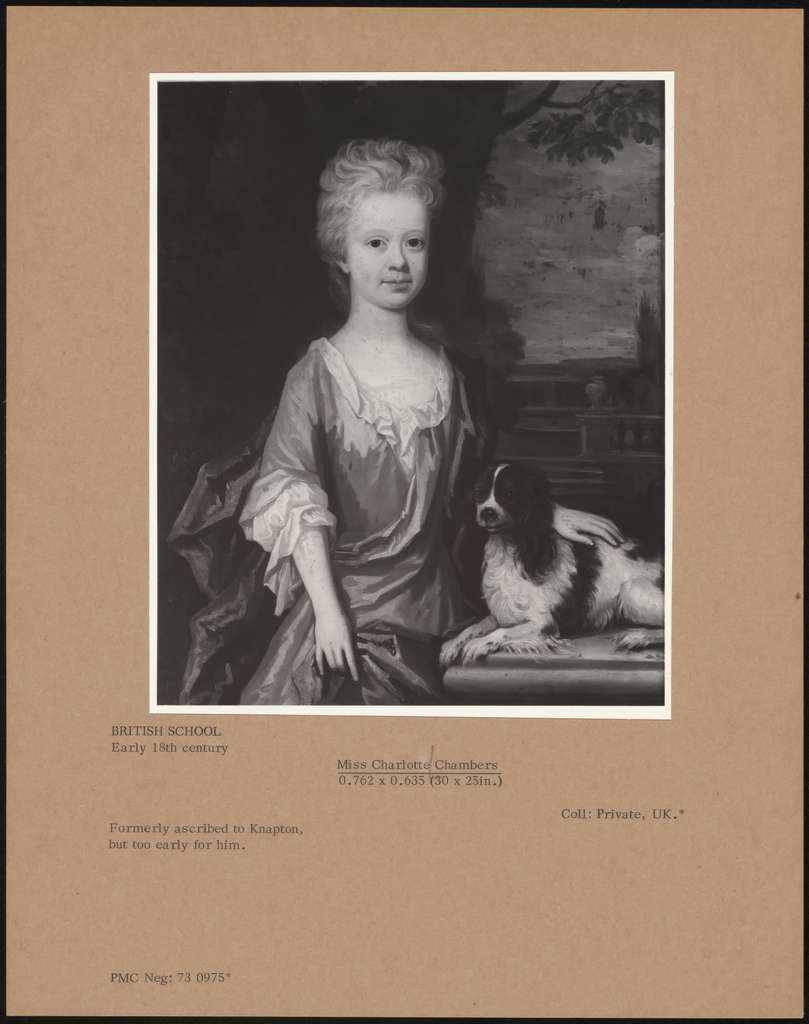 BRITISH SCHOOL
Early 18th century
Miss Charlotte Chambers
0.762 x 0.635 (30 x 25in.)
Coll: Private, UK.*
Formerly ascribed to Knapton,
but too early for him.
PMC Neg: 73 0975*